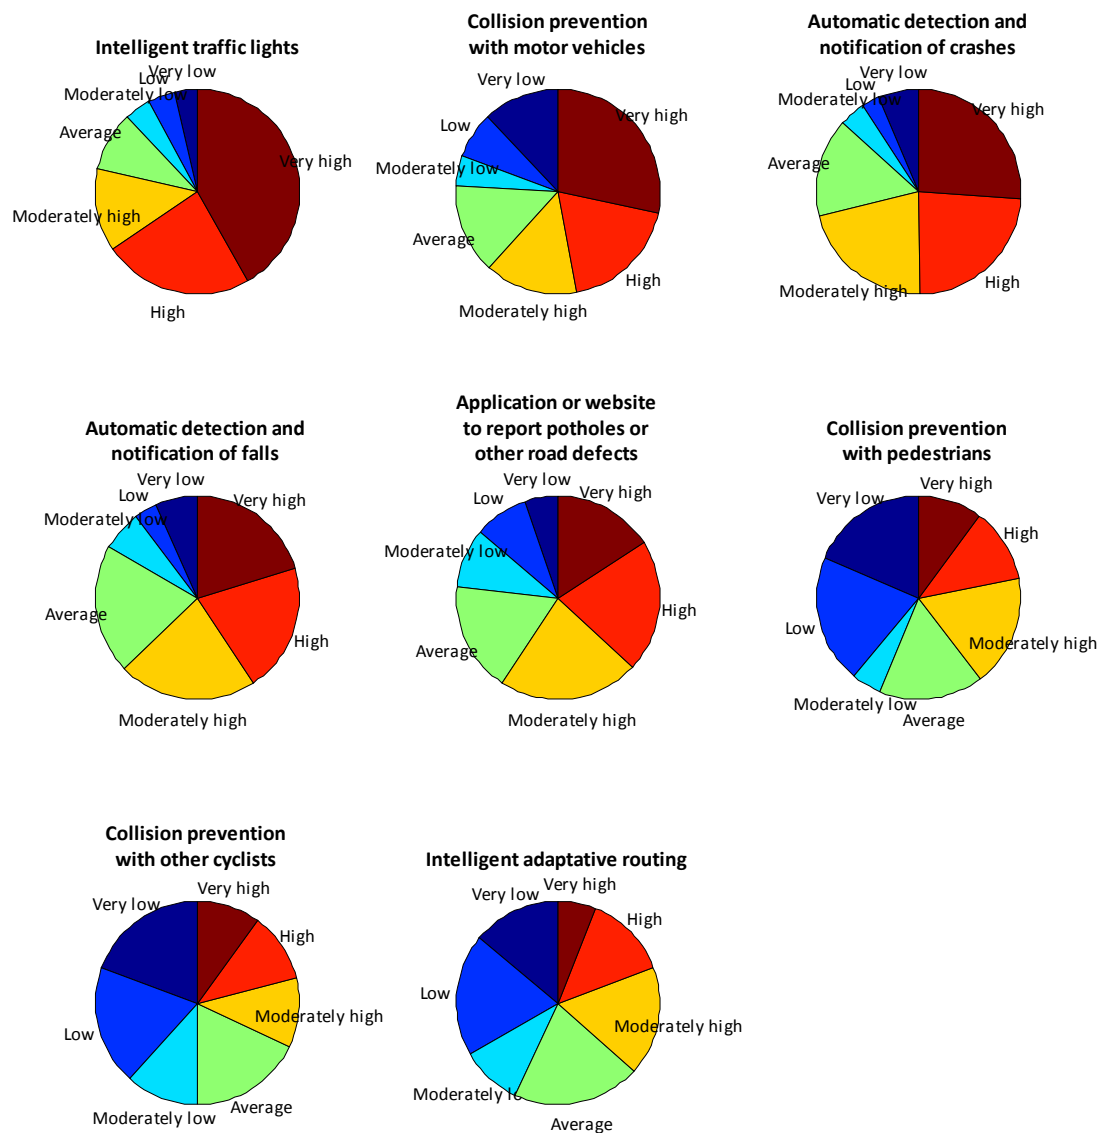 Intelligent traffic lights
Very low
Low
Moderately low
Average
Very high
Moderately high
High
Collision prevention
with motor vehicles
Very low
Very high
Low
Moderately low
Average
High
Moderately high
Automatic detection and
notification of crashes
Very low
Low
Moderately low
Very high
Average
High
Moderately high
Automatic detection and
notification of falls
Very low
Low
Very high
Moderately low
Average
High
Moderately high
Application or website
to report potholes or
other road defects
Very low
Very high
Low
Moderately low
High
Average
Moderately high
Collision prevention
with pedestrians
Very high
Very low
High
Low
Moderately high
Moderately low
Average
Collision prevention
with other cyclists
Very high
Very low
High
Moderately high
Low
Average
Moderately low
Intelligent adaptative routing
Very high
Very low
High
Low
Moderately high
Moderately lo
Average